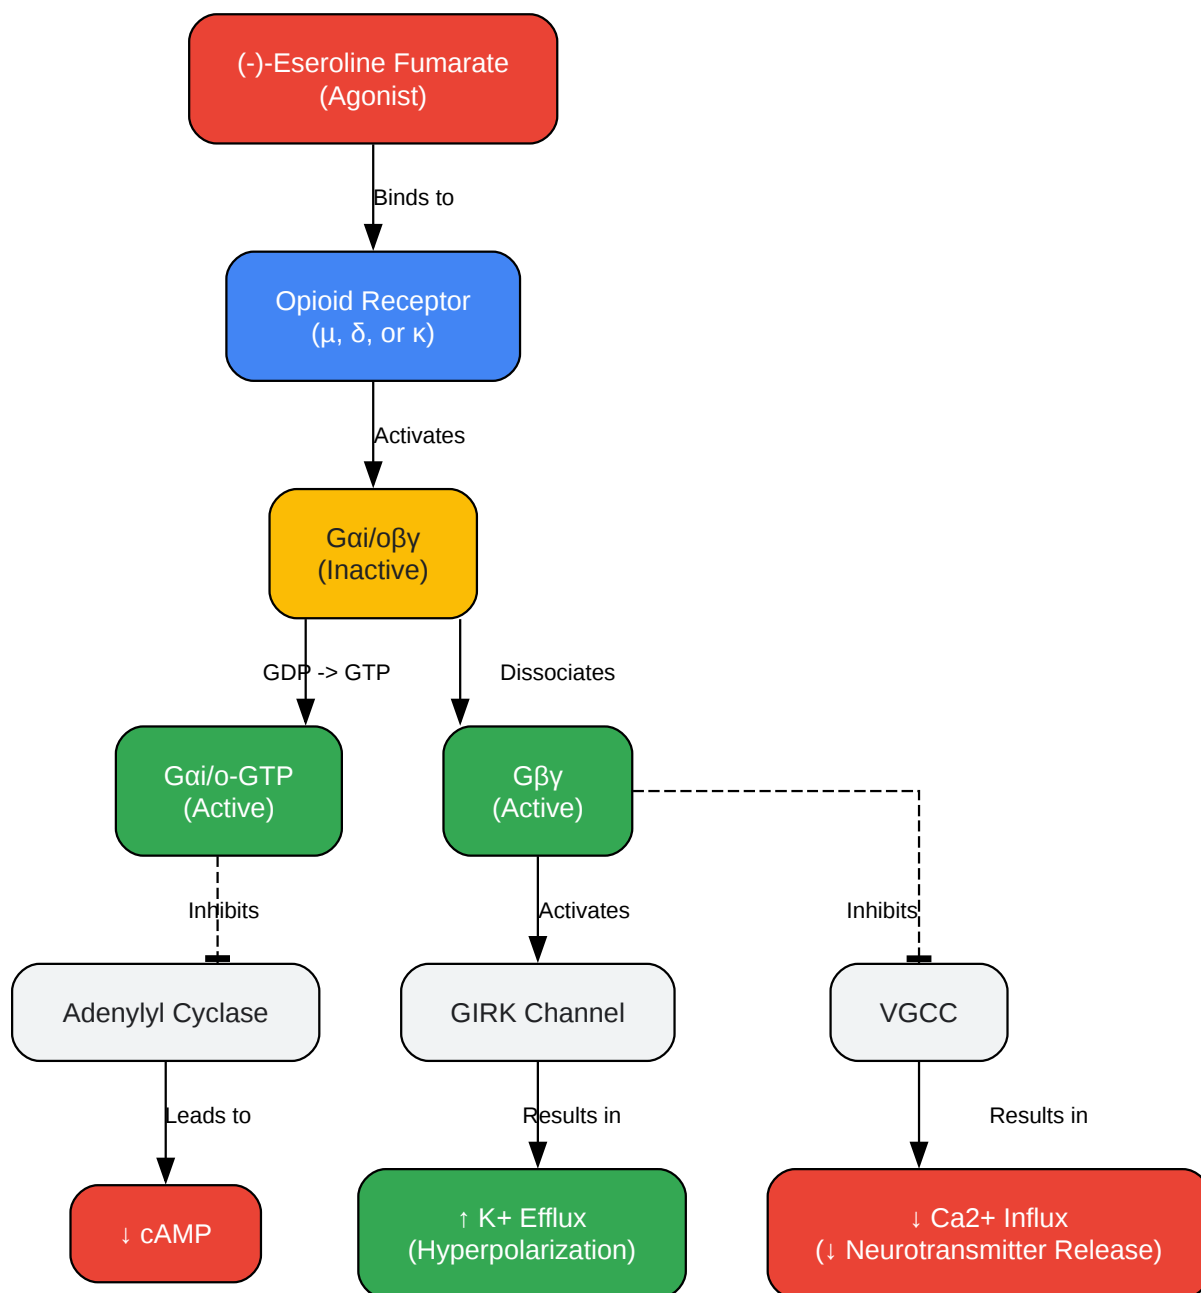 (-)-Eseroline Fumarate
(Agonist)
Binds to
Opioid Receptor
(µ, δ, or κ)
Activates
Gαi/oβγ
(Inactive)
GDP -> GTP
Dissociates
Gαi/o-GTP
(Active)
Gβγ
(Active)
Inhibits
Activates
Inhibits
Adenylyl Cyclase
GIRK Channel
VGCC
Leads to
Results in
Results in
↓ cAMP
↑ K+ Efflux
(Hyperpolarization)
↓ Ca2+ Influx
(↓ Neurotransmitter Release)